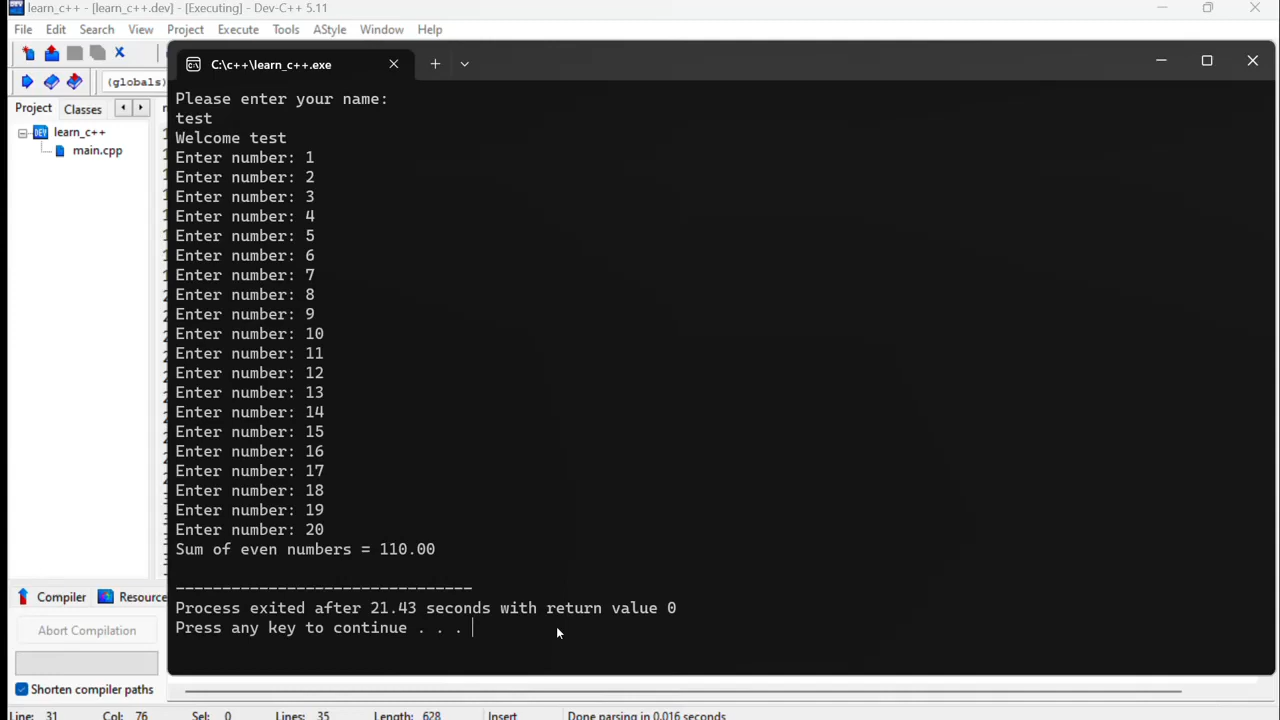 learn_c++ - [learn_c++.dev] - [Executing] - Dev-C++ 5.11
File Edit Search View Project Execute Tools AStyle Window Help
C:\c++\learn_c++.exe
(globals)
Project Classes
learn_c++
main.cpp
Please enter your name:
test
Welcome test
Enter number: 1
Enter number: 2
Enter number: 3
Enter number: 4
Enter number: 5
Enter number: 6
Enter number: 7
Enter number: 8
Enter number: 9
Enter number: 10
Enter number: 11
Enter number: 12
Enter number: 13
Enter number: 14
Enter number: 15
Enter number: 16
Enter number: 17
Enter number: 18
Enter number: 19
Enter number: 20
Sum of even numbers = 110.00
--------------------------------
Process exited after 21.43 seconds with return value 0
Press any key to continue . . .
Compiler Resource
Abort Compilation
Shorten compiler paths
Line: 31 Col: 76 Sel: 0 Lines: 35 Length: 628 Insert Done parsing in 0.016 seconds